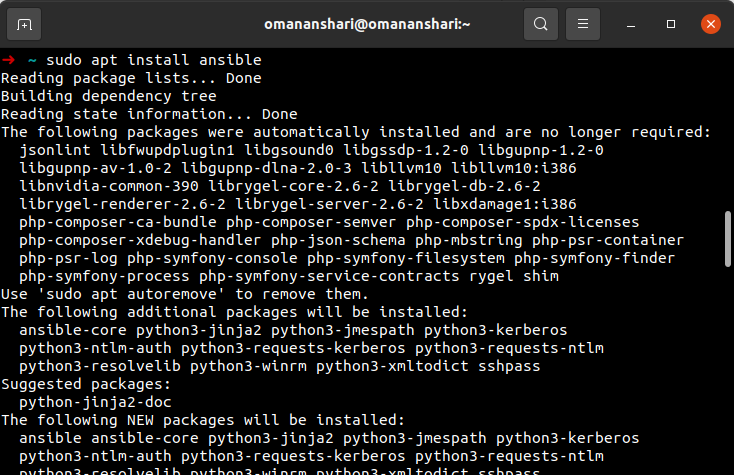 omananshari@omananshari:~
➜ ~ sudo apt install ansible
Reading package lists... Done
Building dependency tree
Reading state information... Done
The following packages were automatically installed and are no longer required:
jsonlint libfwupdplugin1 libgsound0 libgssdp-1.2-0 libgupnp-1.2-0
libgupnp-av-1.0-2 libgupnp-dlna-2.0-3 libllvm10 libllvm10:i386
libnvidia-common-390 librygel-core-2.6-2 librygel-db-2.6-2
librygel-renderer-2.6-2 librygel-server-2.6-2 libxdamage1:i386
php-composer-ca-bundle php-composer-semver php-composer-spdx-licenses
php-composer-xdebug-handler php-json-schema php-mbstring php-psr-container
php-psr-log php-symfony-console php-symfony-filesystem php-symfony-finder
php-symfony-process php-symfony-service-contracts rygel shim
Use 'sudo apt autoremove' to remove them.
The following additional packages will be installed:
ansible-core python3-jinja2 python3-jmespath python3-kerberos
python3-ntlm-auth python3-requests-kerberos python3-requests-ntlm
python3-resolvelib python3-winrm python3-xmltodict sshpass
Suggested packages:
python-jinja2-doc
The following NEW packages will be installed:
ansible ansible-core python3-jinja2 python3-jmespath python3-kerberos
python3-ntlm-auth python3-requests-kerberos python3-requests-ntlm
python3-resolvelib python3-winrm python3-xmltodict sshpass